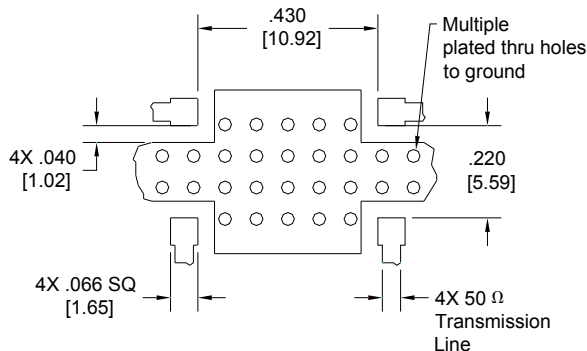 .430
[10.92]
Multiple
plated thru holes
to ground
4X .040
[1.02]
.220
[5.59]
4X .066 SQ
[1.65]
4X 50 Ω
Transmission
Line